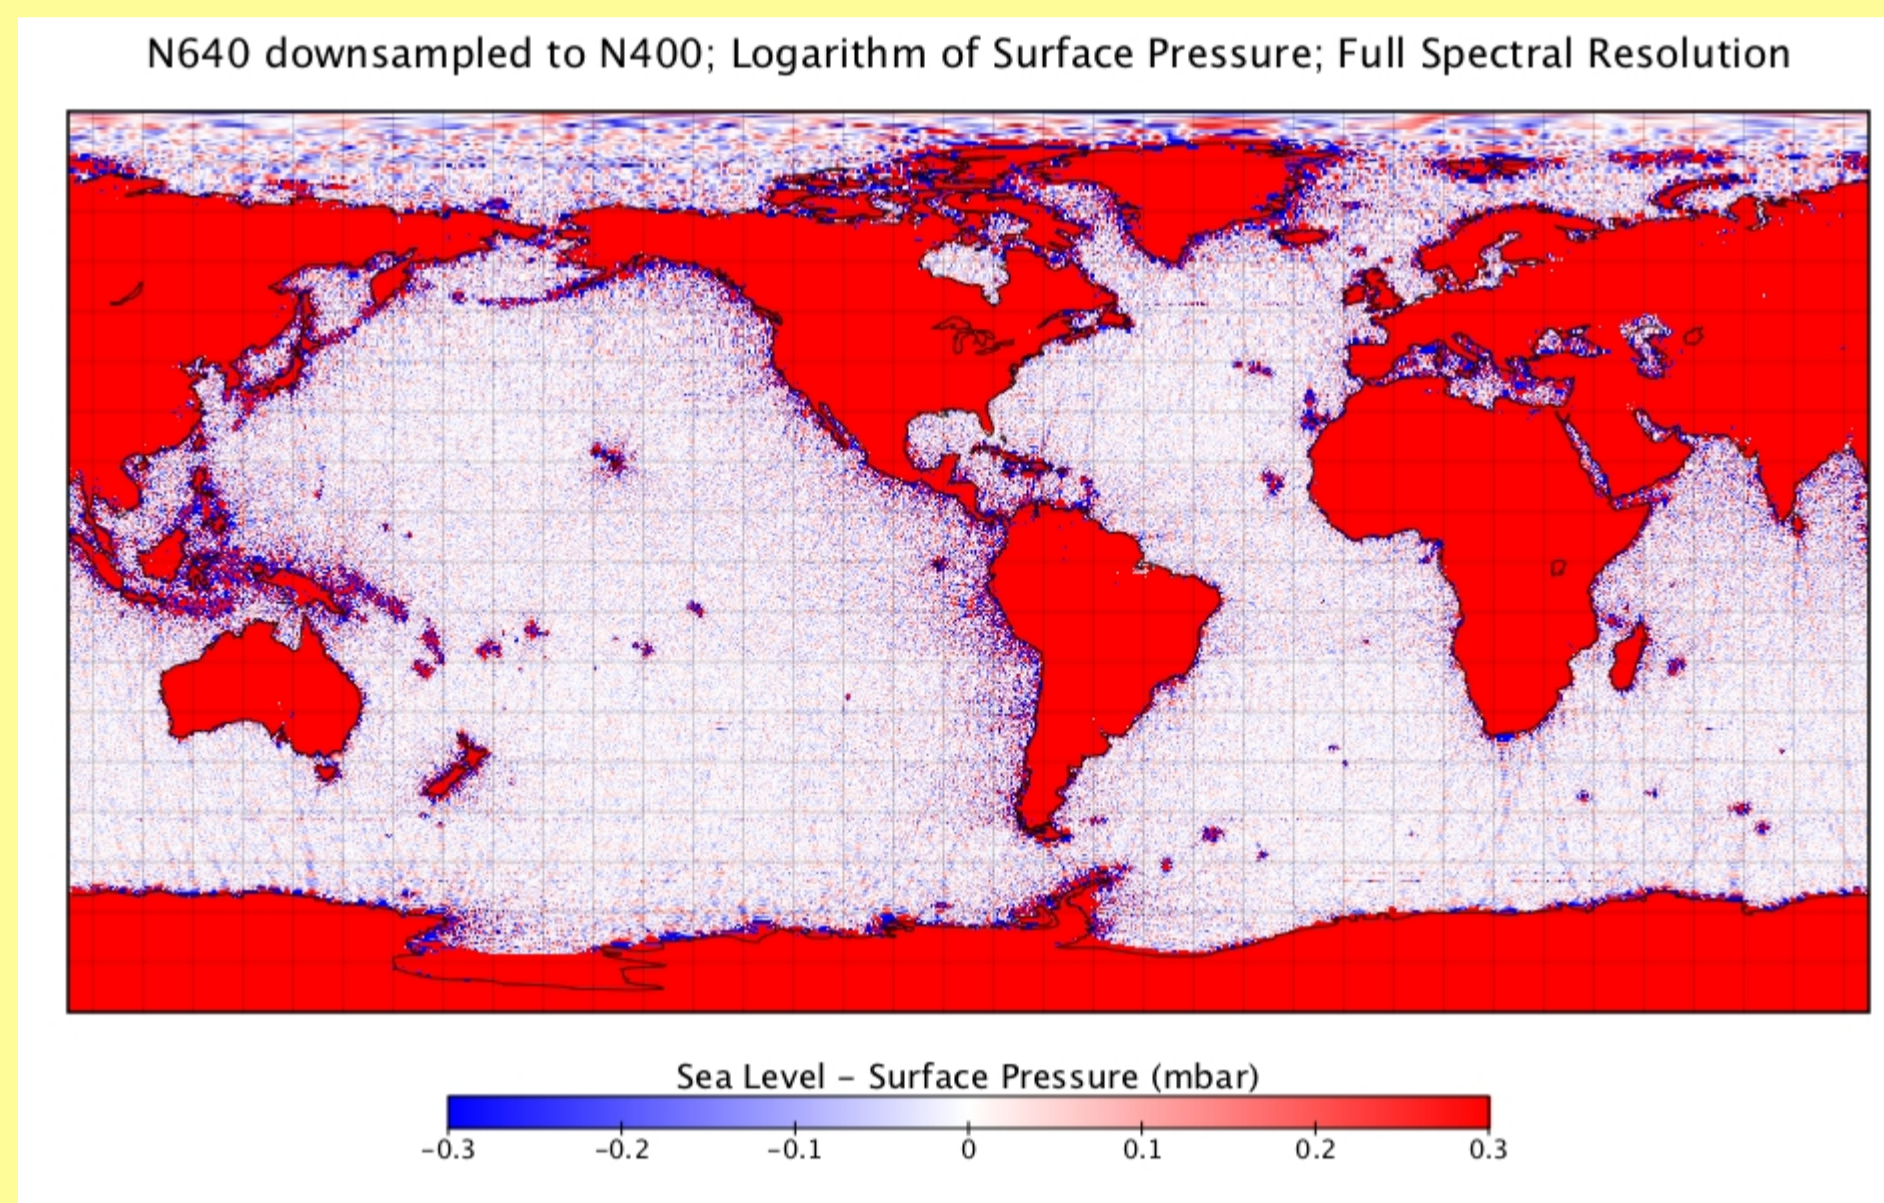 N640 downsampled to N400; Logarithm of Surface Pressure; Full Spectral Resolution
Sea Level – Surface Pressure (mbar)
−0.3 −0.2 −0.1 0 0.1 0.2 0.3